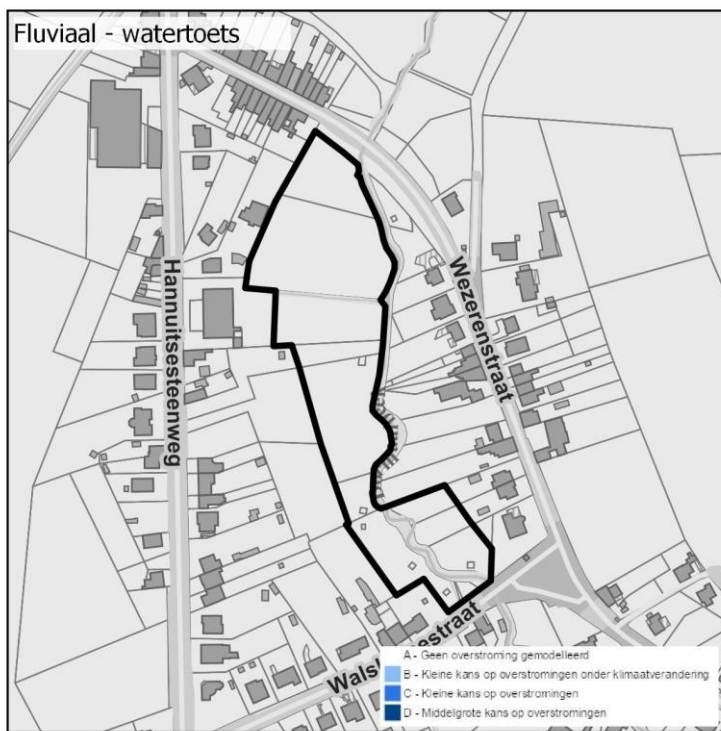 Fluviaal - watertoets
Hannuitsesteenweg
Wezerenstraat
A - Geen overstroming gemodelleerd
B - Kleine kans op overstromingen onder klimaatverandering
C - Kleine kans op overstromingen
D - Middelgrote kans op overstromingen